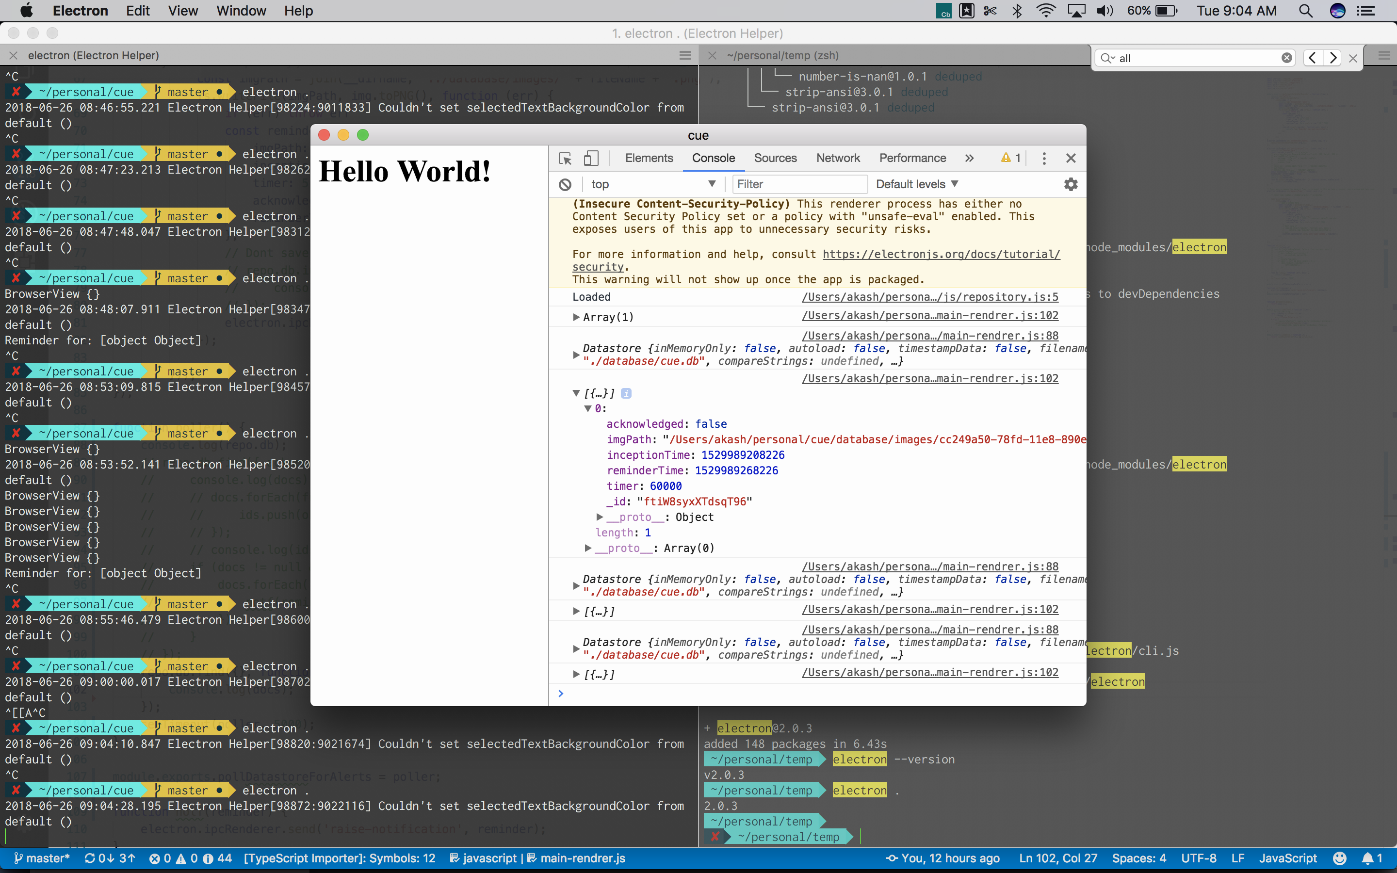 Electron Edit View Window Help
Cb 60% Tue 9:04 AM
1. electron . (Electron Helper)
electron (Electron Helper)
~/personal/temp (zsh)
all
^C
✘ ~/personal/cue master ● electron .
2018-06-26 08:46:55.221 Electron Helper[98224:9011833] Couldn't set selectedTextBackgroundColor from
default ()
^C
✘ ~/personal/cue master ● electron .
2018-06-26 08:47:23.213 Electron Helper[98262
default ()
^C
✘ ~/personal/cue master ● electron .
2018-06-26 08:47:48.047 Electron Helper[98312
default ()
^C
✘ ~/personal/cue master ● electron .
BrowserView {}
2018-06-26 08:48:07.911 Electron Helper[98347
default ()
Reminder for: [object Object]
^C
✘ ~/personal/cue master ● electron .
2018-06-26 08:53:09.815 Electron Helper[98457
default ()
^C
✘ ~/personal/cue master ● electron .
BrowserView {}
2018-06-26 08:53:52.141 Electron Helper[98520
default ()
BrowserView {}
BrowserView {}
BrowserView {}
BrowserView {}
BrowserView {}
Reminder for: [object Object]
^C
✘ ~/personal/cue master ● electron .
2018-06-26 08:55:46.479 Electron Helper[98600
default ()
^C
✘ ~/personal/cue master ● electron .
2018-06-26 09:00:00.017 Electron Helper[98702
default ()
^[[A^C
✘ ~/personal/cue master ● electron .
2018-06-26 09:04:10.847 Electron Helper[98820:9021674] Couldn't set selectedTextBackgroundColor from
default ()
^C
module.exports.pollDatastoreForAlerts = poller;
✘ ~/personal/cue master ● electron .
2018-06-26 09:04:28.195 Electron Helper[98872:9022116] Couldn't set selectedTextBackgroundColor from
default ()
electron.ipcRenderer.send('raise-notification', reminder);
cue
Hello World!
Elements Console Sources Network Performance » 1
top Filter Default levels
(Insecure Content-Security-Policy) This renderer process has either no
Content Security Policy set or a policy with "unsafe-eval" enabled. This
exposes users of this app to unnecessary security risks.
For more information and help, consult https://electronjs.org/docs/tutorial/
security.
This warning will not show up once the app is packaged.
Loaded /Users/akash/persona…/js/repository.js:5
Array(1) /Users/akash/persona…main-rendrer.js:102
/Users/akash/persona…/main-rendrer.js:88
Datastore {inMemoryOnly: false, autoload: false, timestampData: false, filename
"./database/cue.db", compareStrings: undefined, …}
/Users/akash/persona…main-rendrer.js:102
[{…}] i
0:
acknowledged: false
imgPath: "/Users/akash/personal/cue/database/images/cc249a50-78fd-11e8-890e
inceptionTime: 1529989208226
reminderTime: 1529989268226
timer: 60000
_id: "ftiW8syxXTdsqT96"
__proto__: Object
length: 1
__proto__: Array(0)
/Users/akash/persona…/main-rendrer.js:88
Datastore {inMemoryOnly: false, autoload: false, timestampData: false, filename
"./database/cue.db", compareStrings: undefined, …}
[{…}] /Users/akash/persona…main-rendrer.js:102
/Users/akash/persona…/main-rendrer.js:88
Datastore {inMemoryOnly: false, autoload: false, timestampData: false, filename
"./database/cue.db", compareStrings: undefined, …}
[{…}] /Users/akash/persona…main-rendrer.js:102
number-is-nan@1.0.1 deduped
strip-ansi@3.0.1 deduped
strip-ansi@3.0.1 deduped
node_modules/electron
s to devDependencies
node_modules/electron
lectron/cli.js
/electron
+ electron@2.0.3
added 148 packages in 6.43s
~/personal/temp electron --version
v2.0.3
~/personal/temp electron .
2.0.3
~/personal/temp
✘ ~/personal/temp
master* 0↓ 3↑ 0 0 44 [TypeScript Importer]: Symbols: 12 javascript | main-rendrer.js You, 12 hours ago Ln 102, Col 27 Spaces: 4 UTF-8 LF JavaScript 1